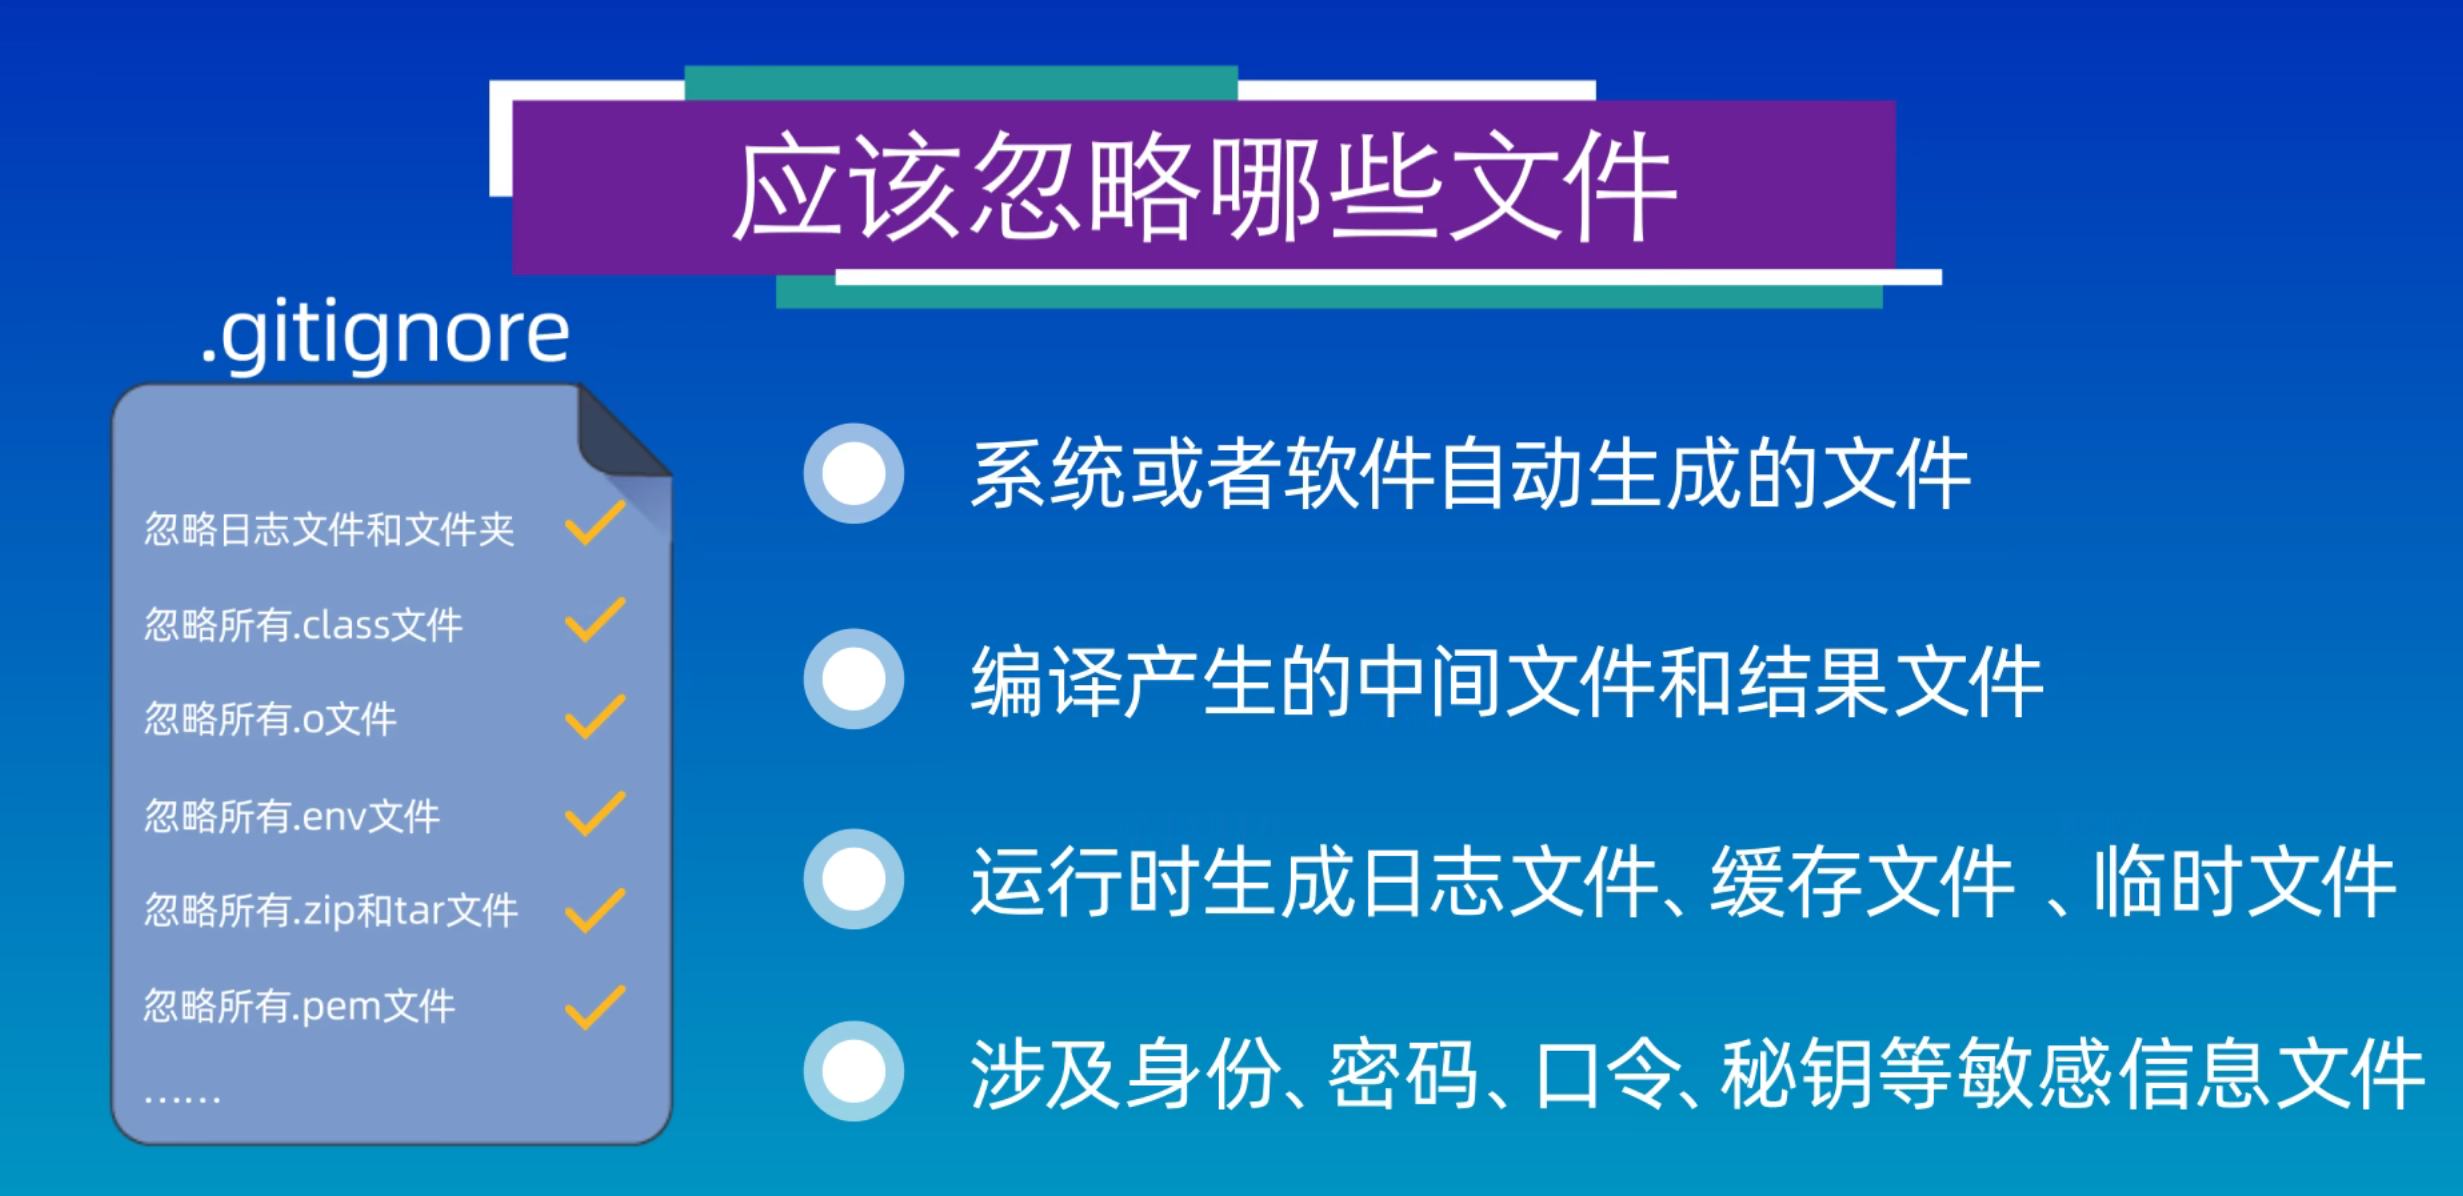 应该忽略哪些文件
.gitignore
忽略日志文件和文件夹
忽略所有.class文件
忽略所有.o文件
忽略所有.env文件
忽略所有.zip和tar文件
忽略所有.pem文件
……
系统或者软件自动生成的文件
编译产生的中间文件和结果文件
运行时生成日志文件、缓存文件 、临时文件
涉及身份、密码、口令、秘钥等敏感信息文件